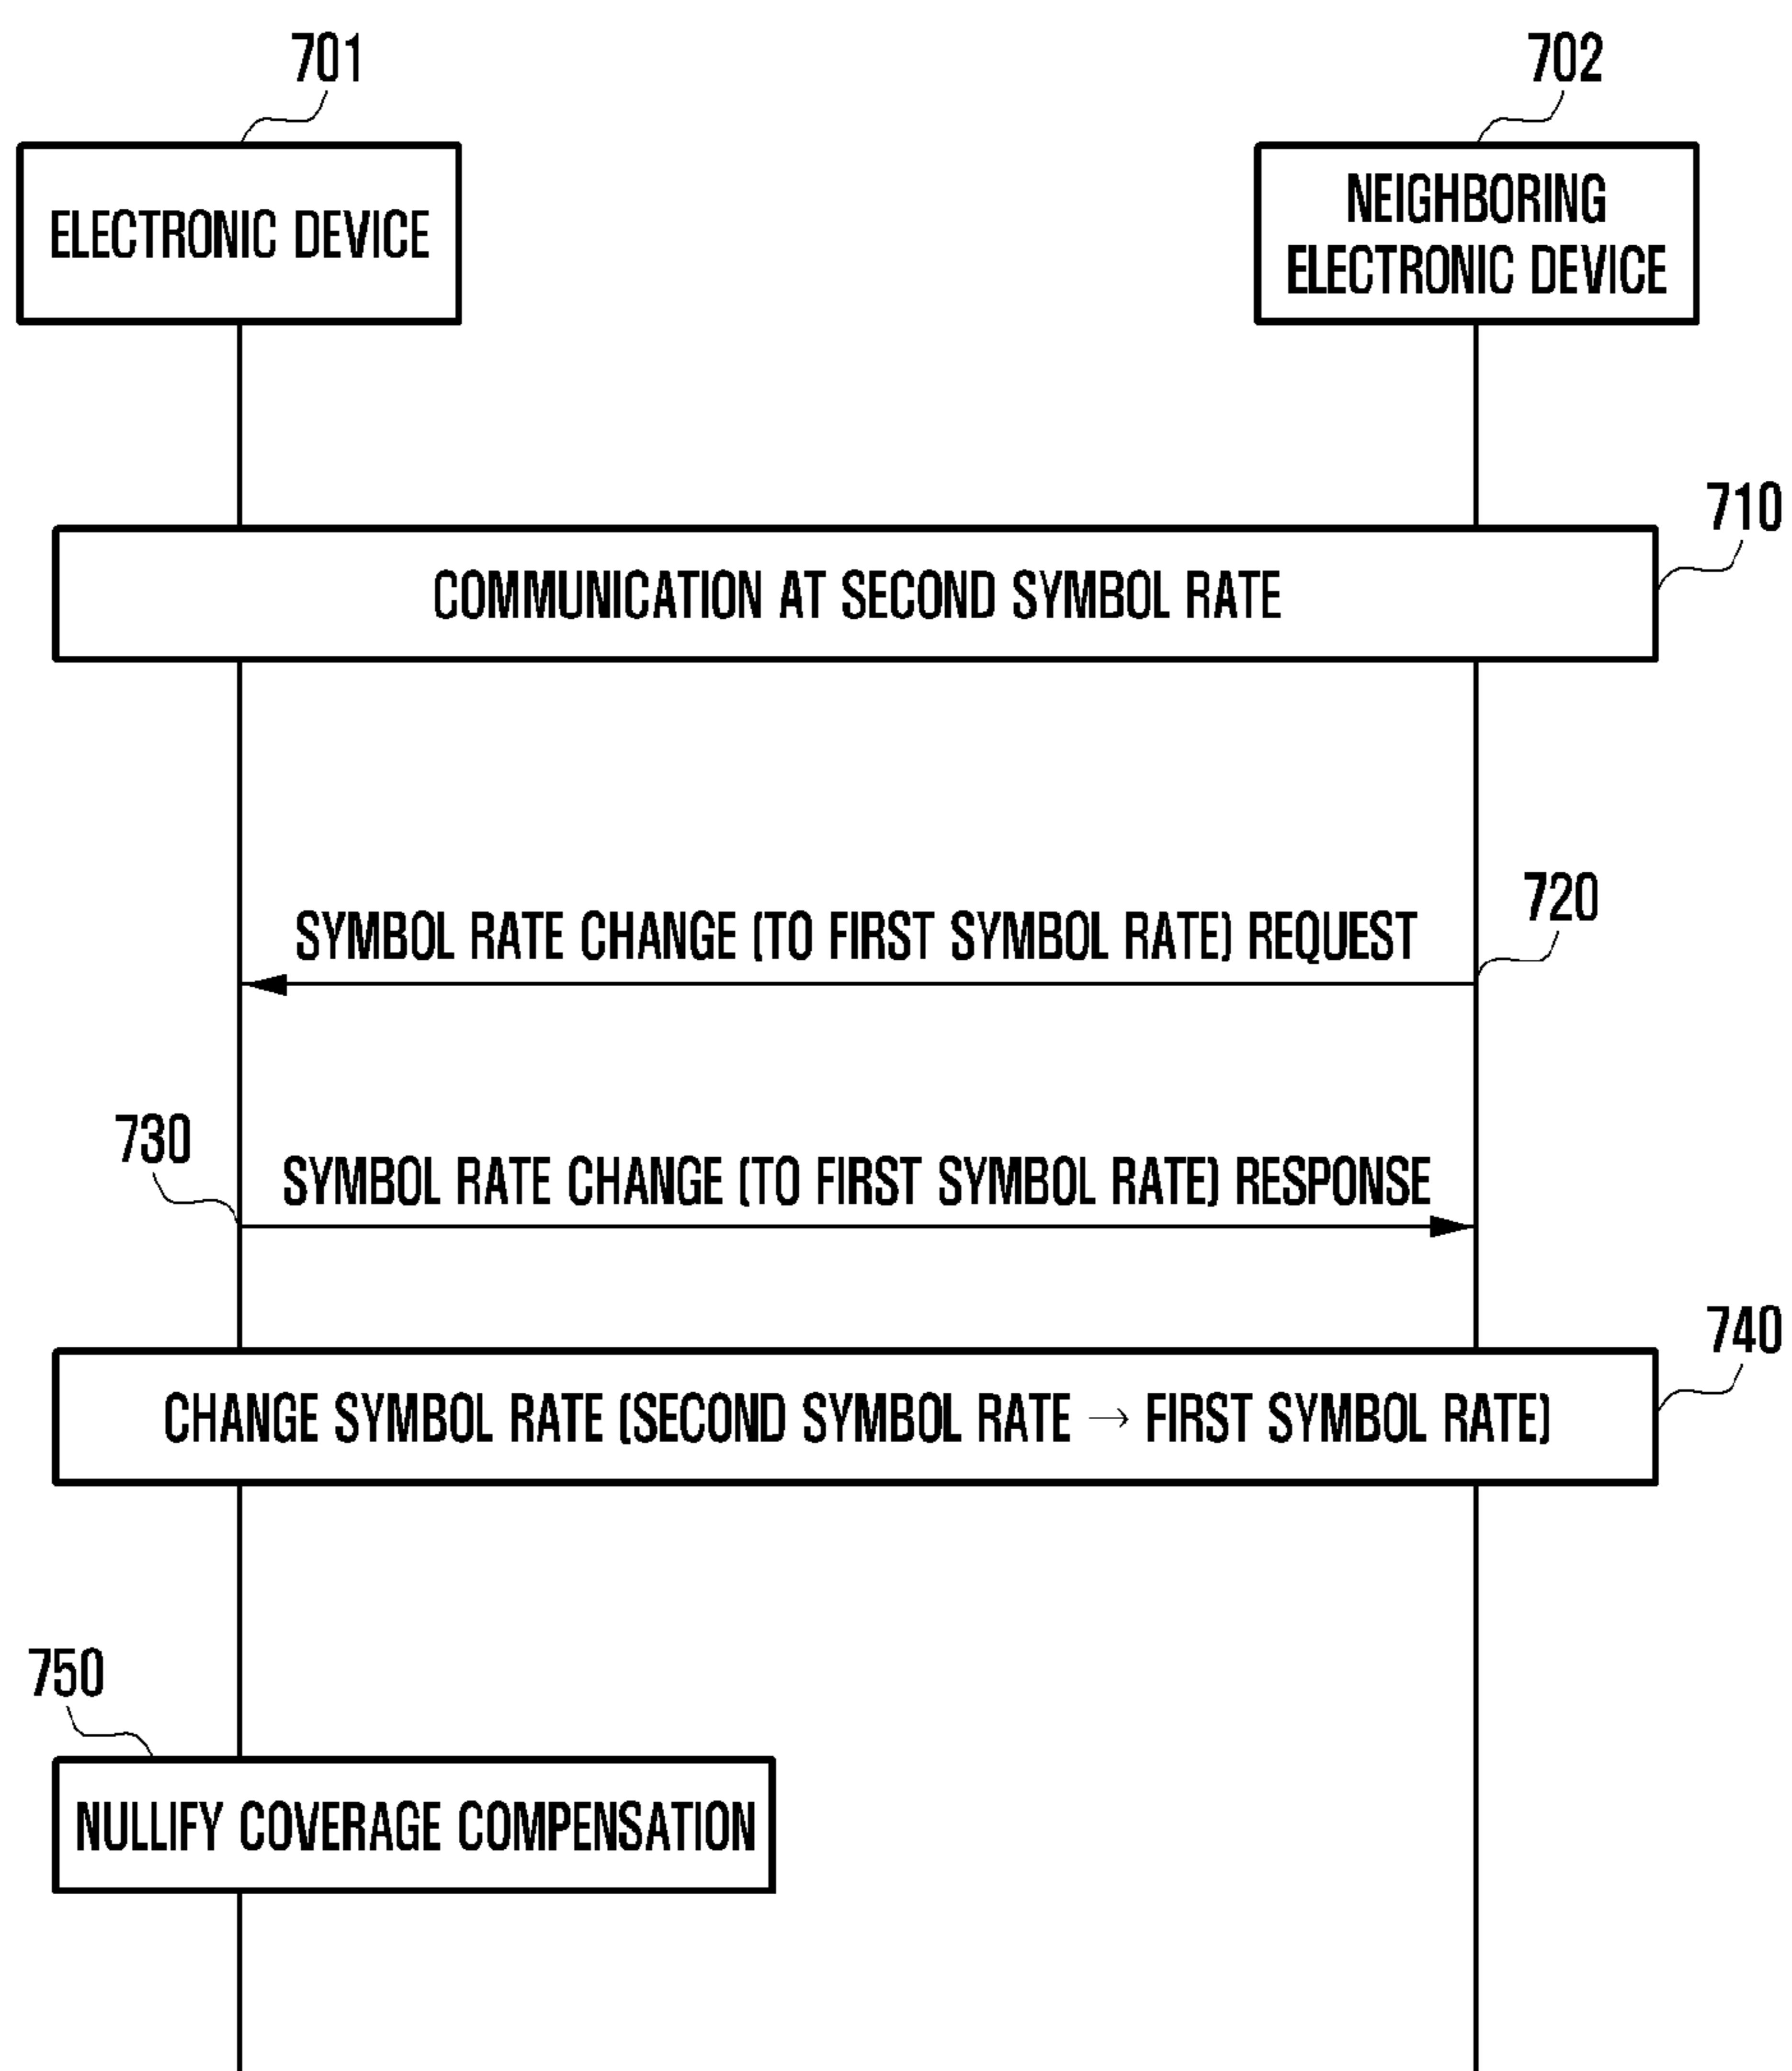 701
702
ELECTRONIC DEVICE
NEIGHBORING
ELECTRONIC DEVICE
710
COMMUNICATION AT SECOND SYMBOL RATE
720
SYMBOL RATE CHANGE (TO FIRST SYMBOL RATE) REQUEST
730
SYMBOL RATE CHANGE (TO FIRST SYMBOL RATE) RESPONSE
740
CHANGE SYMBOL RATE (SECOND SYMBOL RATE → FIRST SYMBOL RATE)
750
NULLIFY COVERAGE COMPENSATION